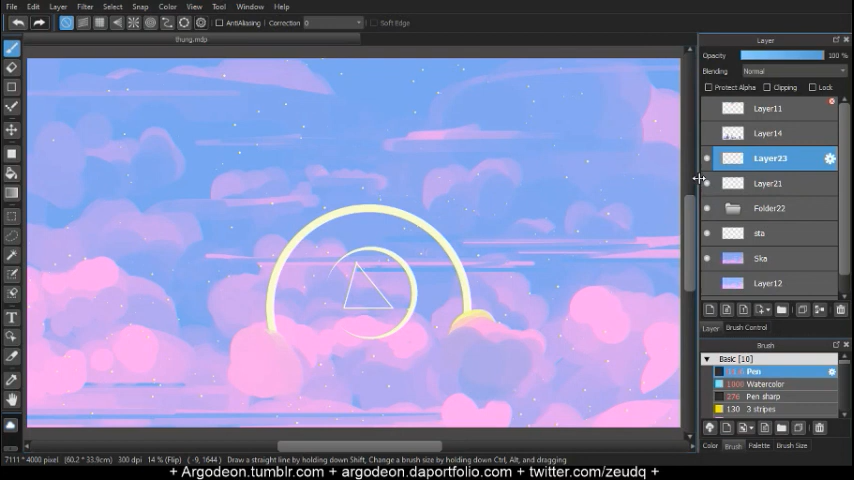 File Edit Layer Filter Select Snap Color View Tool Window Help
AntiAliasing Correction 0 Soft Edge
thung.mdp
Layer
Opacity 100 %
Blending Normal
Protect Alpha Clipping Lock
Layer11
Layer14
Layer23
Layer21
Folder22
sta
Ska
Layer12
Layer Brush Control
Brush
Basic [10]
Pen
1000 Watercolor
276 Pen sharp
130 3 stripes
Color Brush Palette Brush Size
7111 * 4000 pixel (60.2 * 33.9cm) 300 dpi 14 % (Flip) ( -9, 1644 ) Draw a straight line by holding down Shift, Change a brush size by holding down Ctrl, Alt, and dragging
+ Argodeon.tumblr.com + argodeon.daportfolio.com + twitter.com/zeudq +